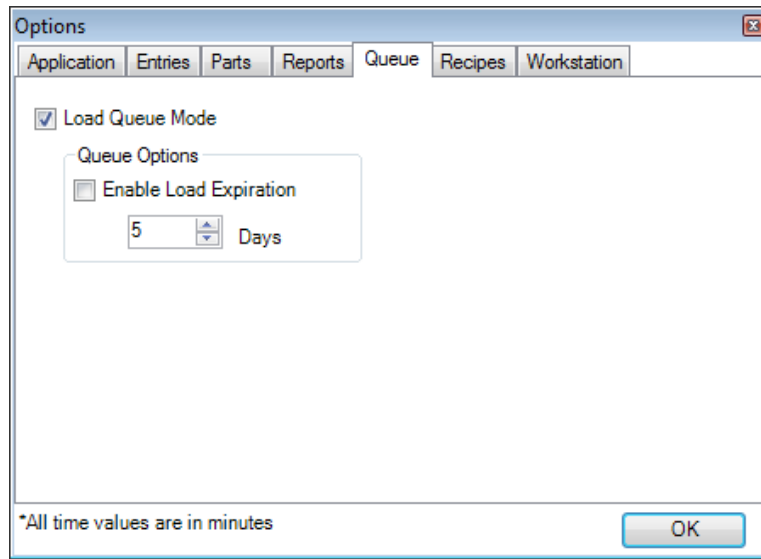 Options
Application Entries Parts Reports Queue Recipes Workstation
Load Queue Mode
Queue Options
Enable Load Expiration
5 Days
*All time values are in minutes
OK